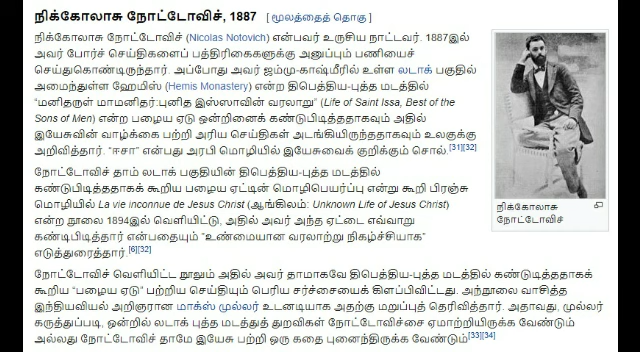 நிக்கோலாசு நோட்டோவிச், 1887 [ மூலத்தைத் தொகு ]
நிக்கோலாசு நோட்டோவிச் (Nicolas Notovich) என்பவர் உருசிய நாட்டவர். 1887இல்
அவர் போர்ச் செய்திகளைப் பத்திரிகைகளுக்கு அனுப்பும் பணியைச்
செய்துகொண்டிருந்தார். அப்போது அவர் ஜம்மு-காஷ்மீரில் உள்ள லடாக் பகுதியில்
அமைந்துள்ள ஹேமிஸ் (Hemis Monastery) என்ற திபெத்திய-புத்த மடத்தில்
"மனிதருள் மாமனிதர்:புனித இஸ்ஸாவின் வரலாறு" (Life of Saint Issa, Best of the
Sons of Men) என்ற பழைய ஏடு ஒன்றினைக் கண்டுபிடித்ததாகவும் அதில்
இயேசுவின் வாழ்க்கை பற்றி அரிய செய்திகள் அடங்கியிருந்ததாகவும் உலகுக்கு
அறிவித்தார். "ஈசா" என்பது அரபி மொழியில் இயேசுவைக் குறிக்கும் சொல்.[31][32]
நோட்டோவிச் தாம் லடாக் பகுதியின் திபெத்திய-புத்த மடத்தில்
கண்டுபிடித்ததாகக் கூறிய பழைய ஏட்டின் மொழிபெயர்ப்பு என்று கூறி பிரஞ்சு
மொழியில் La vie inconnue de Jesus Christ (ஆங்கிலம்: Unknown Life of Jesus Christ)
என்ற நூலை 1894இல் வெளியிட்டு, அதில் அவர் அந்த ஏட்டை எவ்வாறு
கண்டிபிடித்தார் என்பதையும் "உண்மையான வரலாற்று நிகழ்ச்சியாக"
எடுத்துரைத்தார்.[6][32]
நோட்டோவிச் வெளியிட்ட நூலும் அதில் அவர் தாமாகவே திபெத்திய-புத்த மடத்தில் கண்டுபிடித்ததாகக்
கூறிய "பழைய ஏடு" பற்றிய செய்தியும் பெரிய சர்ச்சையைக் கிளப்பிவிட்டது. அந்நூலை வாசித்த
இந்தியவியல் அறிஞரான மாக்ஸ் முல்லர் உடனடியாக அதற்கு மறுப்புத் தெரிவித்தார். அதாவது, முல்லர்
கருத்துப்படி, ஒன்றில் லடாக் புத்த மடத்துத் துறவிகள் நோட்டோவிச்சை ஏமாற்றியிருக்க வேண்டும்
அல்லது நோட்டோவிச் தாமே இயேசு பற்றி ஒரு கதை புனைந்திருக்க வேண்டும்[33][34]
நிக்கோலாசு
நோட்டோவிச்